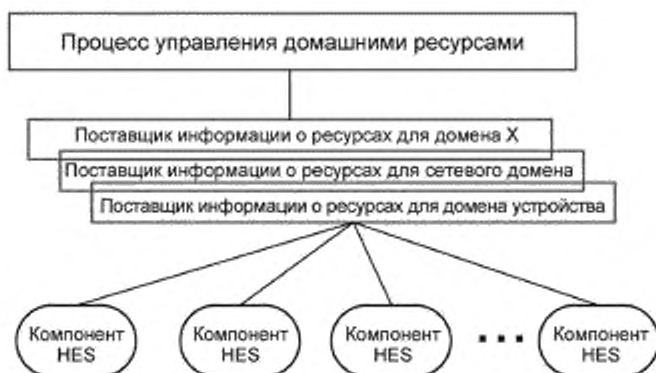 Процесс управления домашними ресурсами
Поставщик информации о ресурсах для домена X
Поставщик информации о ресурсах для сетевого домена
Поставщик информации о ресурсах для домена устройства
Компонент
HES
Компонент
HES
Компонент
HES
...
Компонент
HES